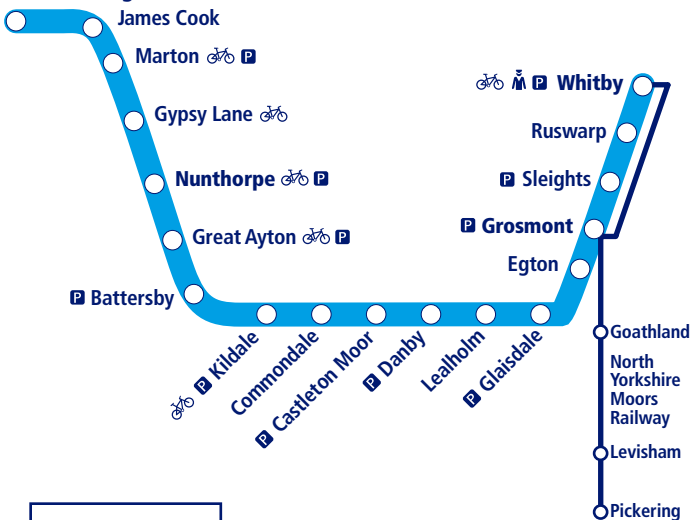 James Cook
Marton P
Gypsy Lane
Nunthorpe P
Great Ayton P
P Battersby
P Kildale
Commondale
P Castleton Moor
P Danby
Lealholm
P Glaisdale
Egton
P Grosmont
P Sleights
Ruswarp
P Whitby
Goathland
North
Yorkshire
Moors
Railway
Levisham
Pickering